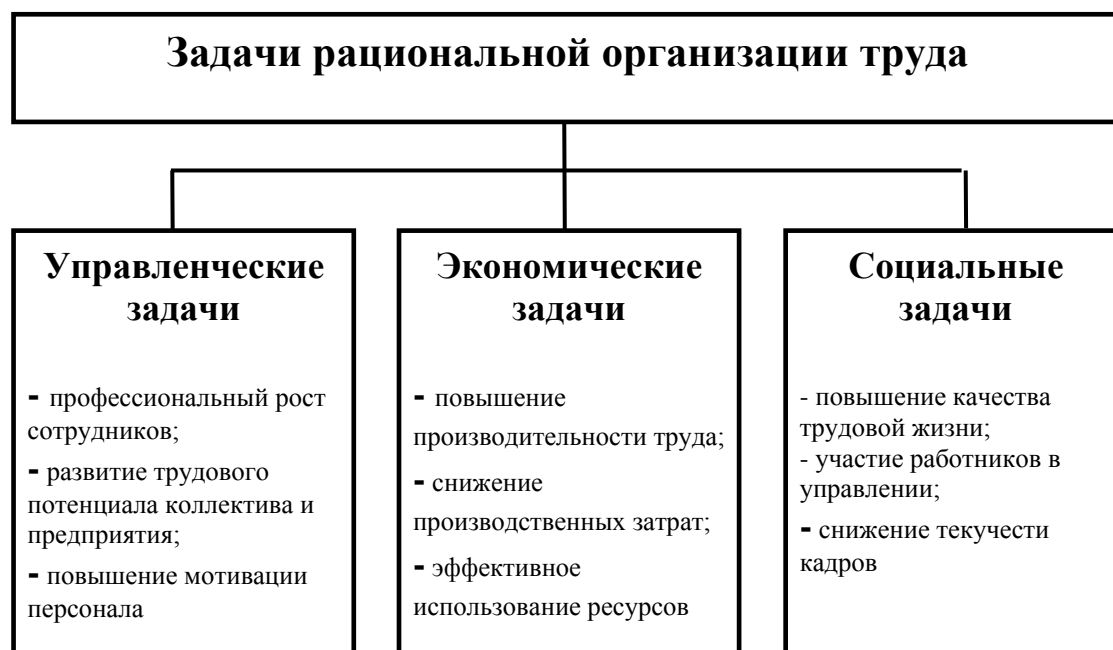 Задачи рациональной организации труда
Управленческие
задачи
- профессиональный рост
сотрудников;
- развитие трудового
потенциала коллектива и
предприятия;
- повышение мотивации
персонала
Экономические
задачи
- повышение
производительности труда;
- снижение
производственных затрат;
- эффективное
использование ресурсов
Социальные
задачи
- повышение качества
трудовой жизни;
- участие работников в
управлении;
- снижение текучести
кадров